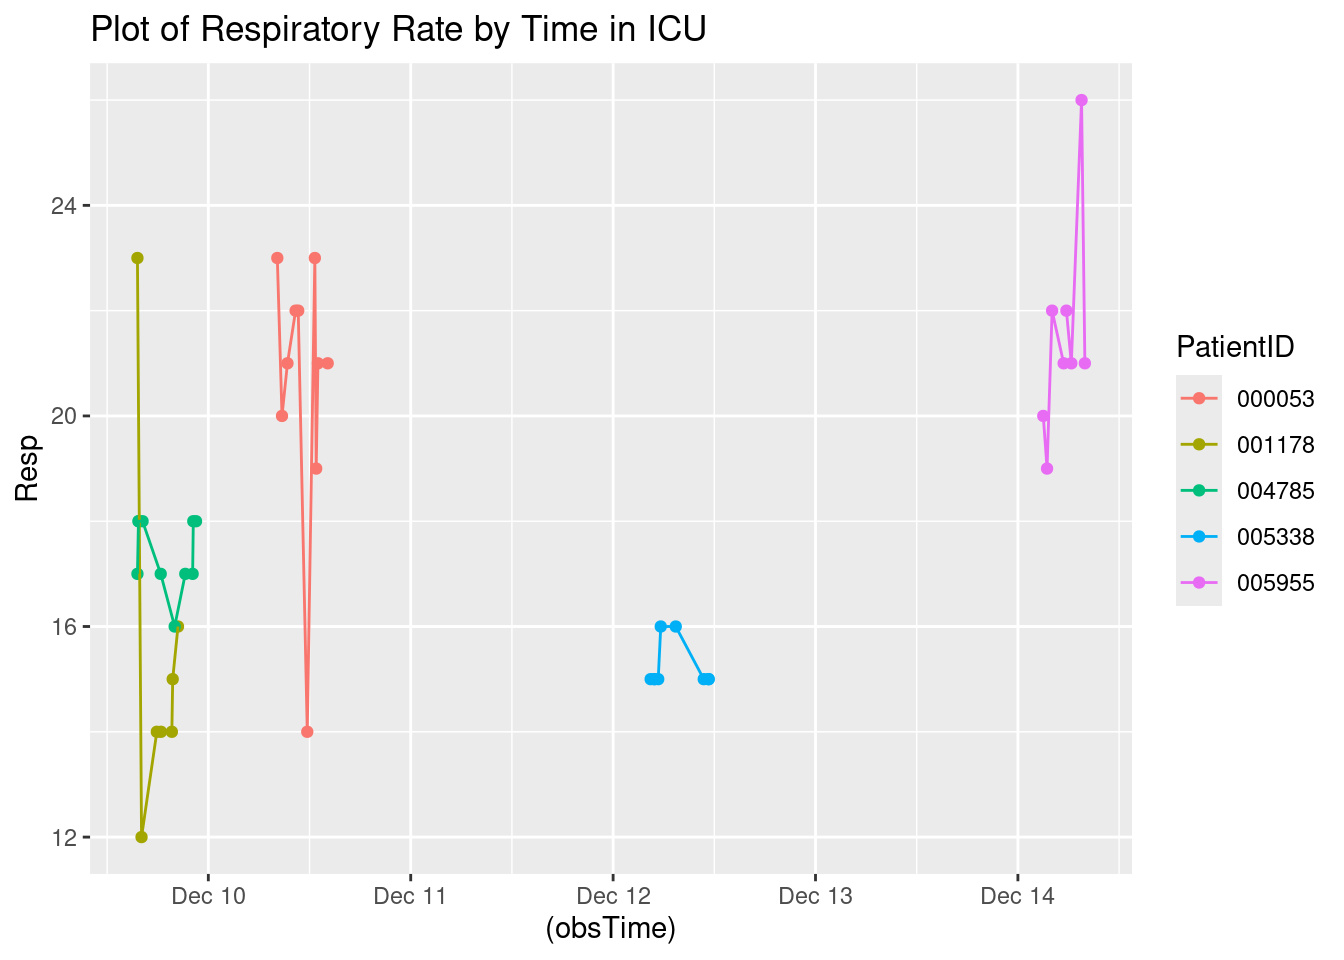 Plot of Respiratory Rate by Time in ICU
24
20
16
12
Resp
Dec 10 Dec 11 Dec 12 Dec 13 Dec 14
(obsTime)
PatientID
000053
001178
004785
005338
005955